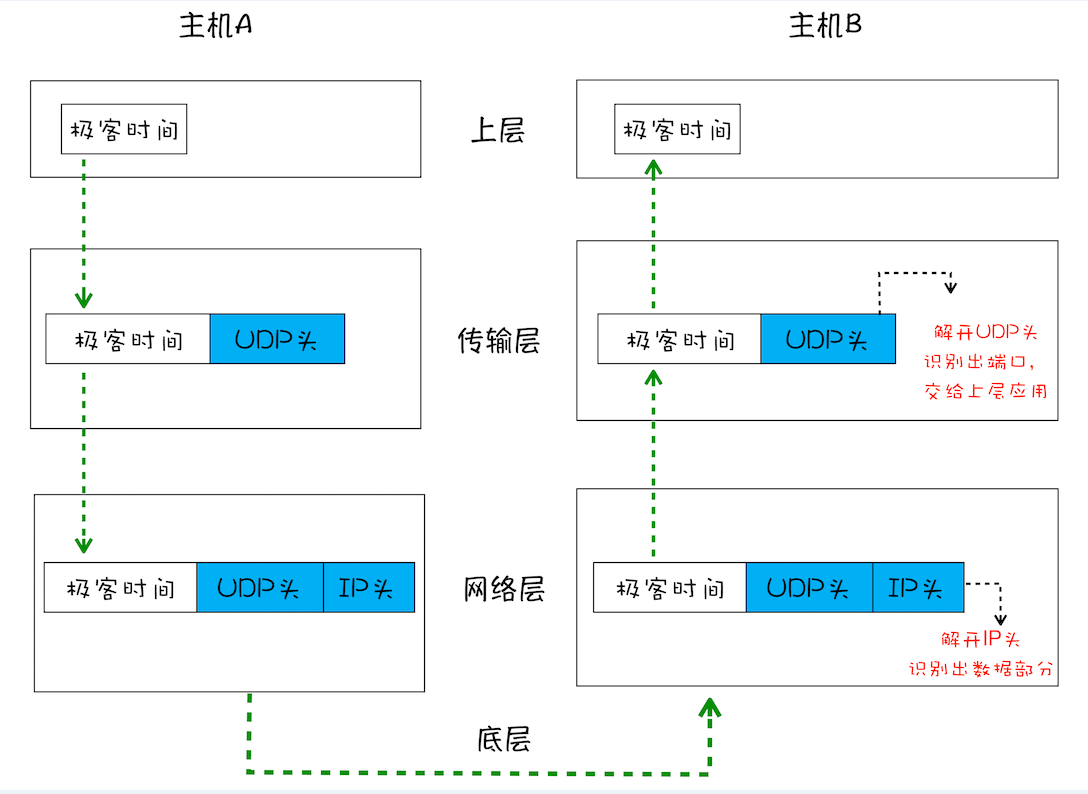 主机A
主机B
极客时间
上层
极客时间
极客时间
UDP头
传输层
极客时间
UDP头
解开UDP头
识别出端口,
交给上层应用
极客时间
UDP头
IP头
网络层
极客时间
UDP头
IP头
解开IP头
识别出数据部分
底层